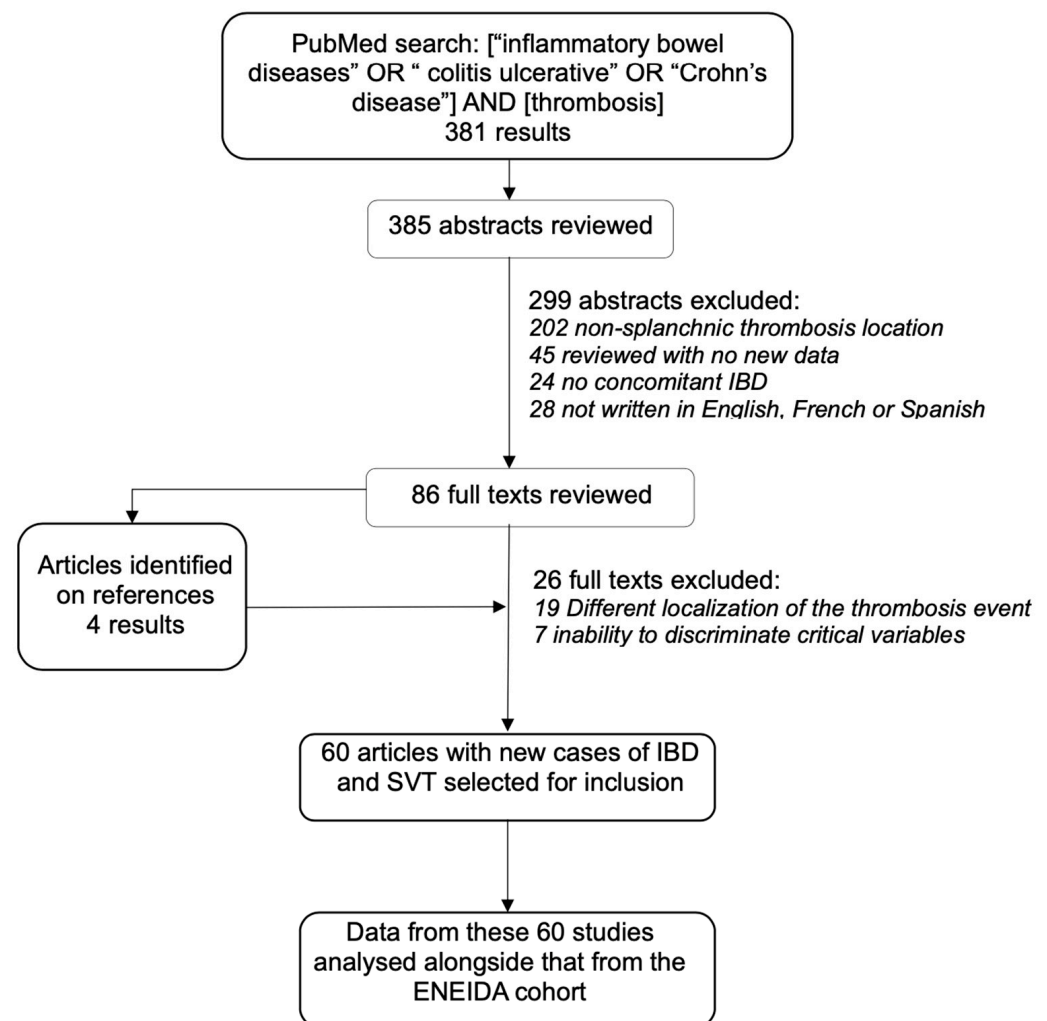 PubMed search: [“inflammatory bowel
diseases” OR “ colitis ulcerative” OR “Crohn’s
disease”] AND [thrombosis]
381 results
385 abstracts reviewed
299 abstracts excluded:
202 non-splanchnic thrombosis location
45 reviewed with no new data
24 no concomitant IBD
28 not written in English, French or Spanish
86 full texts reviewed
Articles identified
on references
4 results
26 full texts excluded:
19 Different localization of the thrombosis event
7 inability to discriminate critical variables
60 articles with new cases of IBD
and SVT selected for inclusion
Data from these 60 studies
analysed alongside that from the
ENEIDA cohort